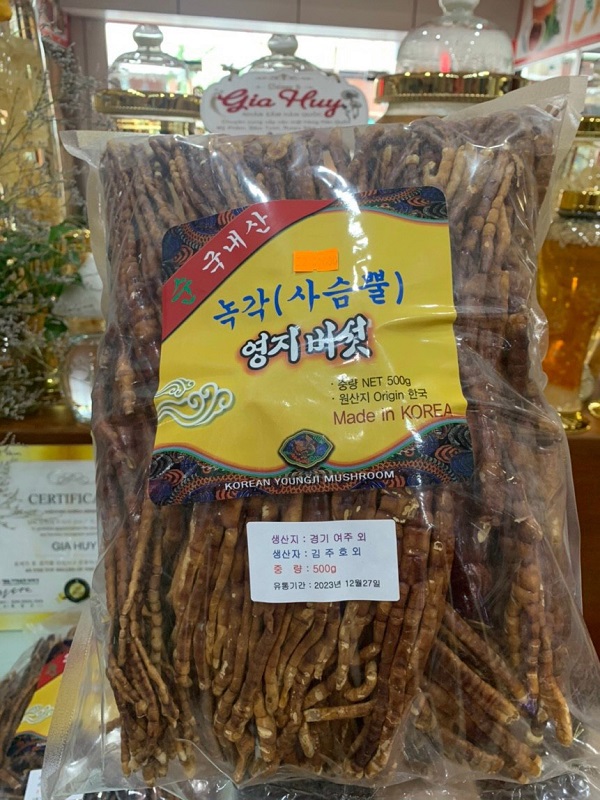 Gia Huy
순 국내산
녹각(사슴뿔)
영지버섯
· 중량 NET 500g
· 원산지 Origin 한국
Made in KOREA
KOREAN YOUNGJI MUSHROOM
생산지 : 경기 여주 외
생산자 : 김 주 호 외
중 량 : 500g
유통기간 : 2023년 12월27일
CERTIFICA
GIA HUY